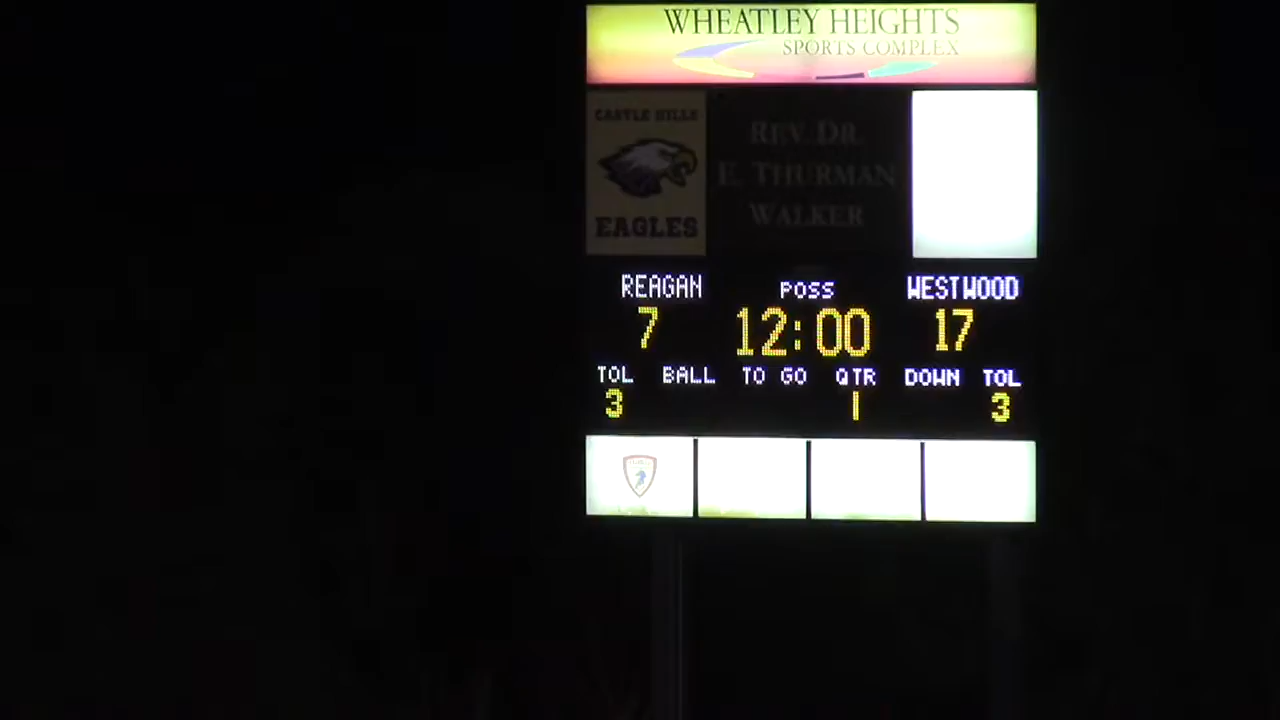 WHEATLEY HEIGHTS
SPORTS COMPLEX
CASTLE HILLS
EAGLES
REV. DR.
E. THURMAN
WALKER
REAGAN POSS WESTWOOD
7 12:00 17
TOL BALL TO GO QTR DOWN TOL
3 1 3